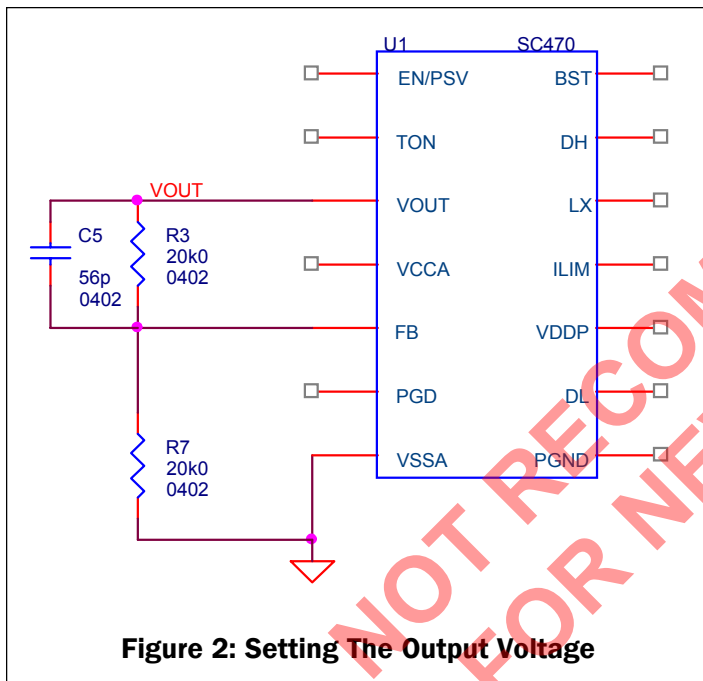 U1
SC470
EN/PSV
BST
TON
DH
VOUT
VOUT
LX
C5
R3
20k0
0402
56p
0402
VCCA
ILIM
FB
VDDP
PGD
DL
R7
20k0
0402
VSSA
PGND
NOT RECOM
FOR NE
Figure 2: Setting The Output Voltage